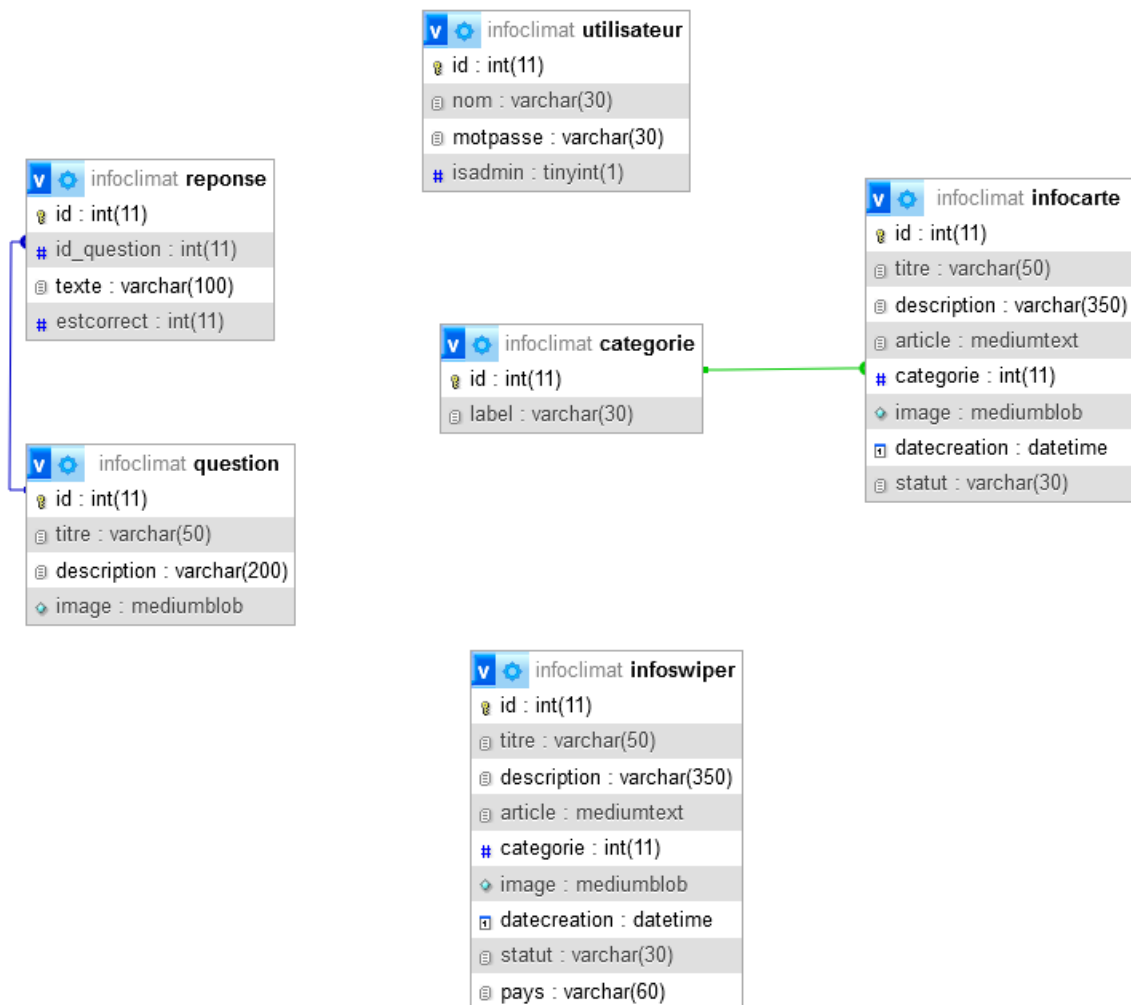 v infoclimat utilisateur
id : int(11)
nom : varchar(30)
motpasse : varchar(30)
# isadmin : tinyint(1)
v infoclimat reponse
id : int(11)
# id_question : int(11)
texte : varchar(100)
# estcorrect : int(11)
v infoclimat infocarte
id : int(11)
titre : varchar(50)
description : varchar(350)
article : mediumtext
# categorie : int(11)
image : mediumblob
datecreation : datetime
statut : varchar(30)
v infoclimat categorie
id : int(11)
label : varchar(30)
v infoclimat question
id : int(11)
titre : varchar(50)
description : varchar(200)
image : mediumblob
v infoclimat infoswiper
id : int(11)
titre : varchar(50)
description : varchar(350)
article : mediumtext
# categorie : int(11)
image : mediumblob
datecreation : datetime
statut : varchar(30)
pays : varchar(60)